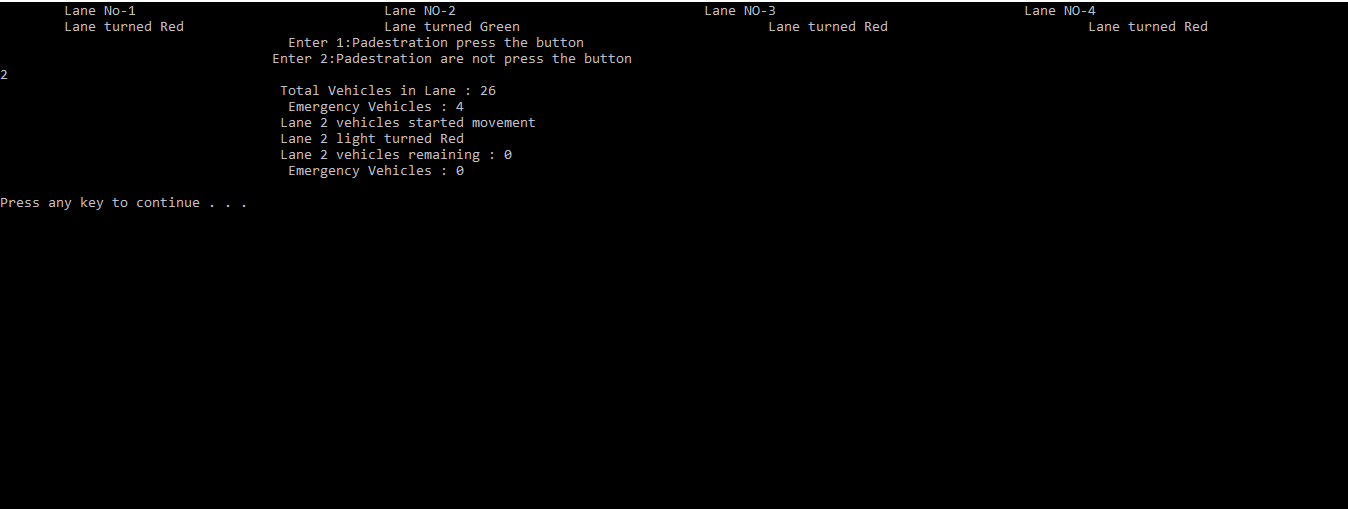 Lane No-1 Lane NO-2 Lane NO-3 Lane NO-4
Lane turned Red Lane turned Green Lane turned Red Lane turned Red
Enter 1:Padestration press the button
Enter 2:Padestration are not press the button
2
Total Vehicles in Lane : 26
Emergency Vehicles : 4
Lane 2 vehicles started movement
Lane 2 light turned Red
Lane 2 vehicles remaining : 0
Emergency Vehicles : 0
Press any key to continue . . .